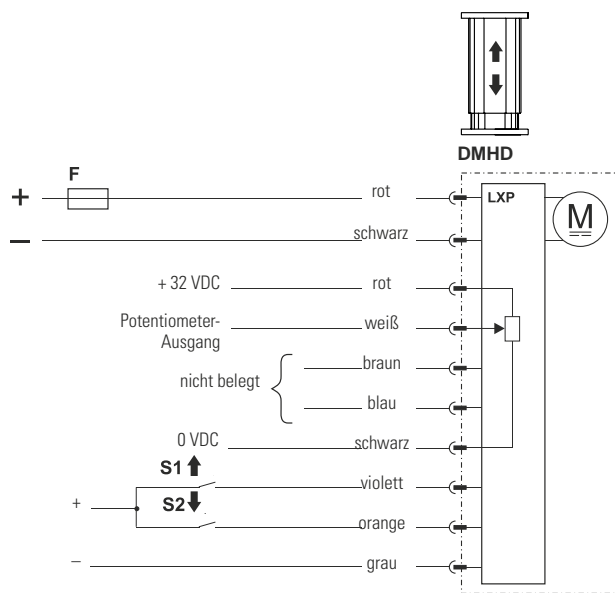 DMHD
F
+
rot
LXP
M
–
schwarz
+ 32 VDC
rot
Potentiometer-
Ausgang
weiß
nicht belegt
braun
blau
0 VDC
schwarz
S1
violett
+
S2
orange
–
grau